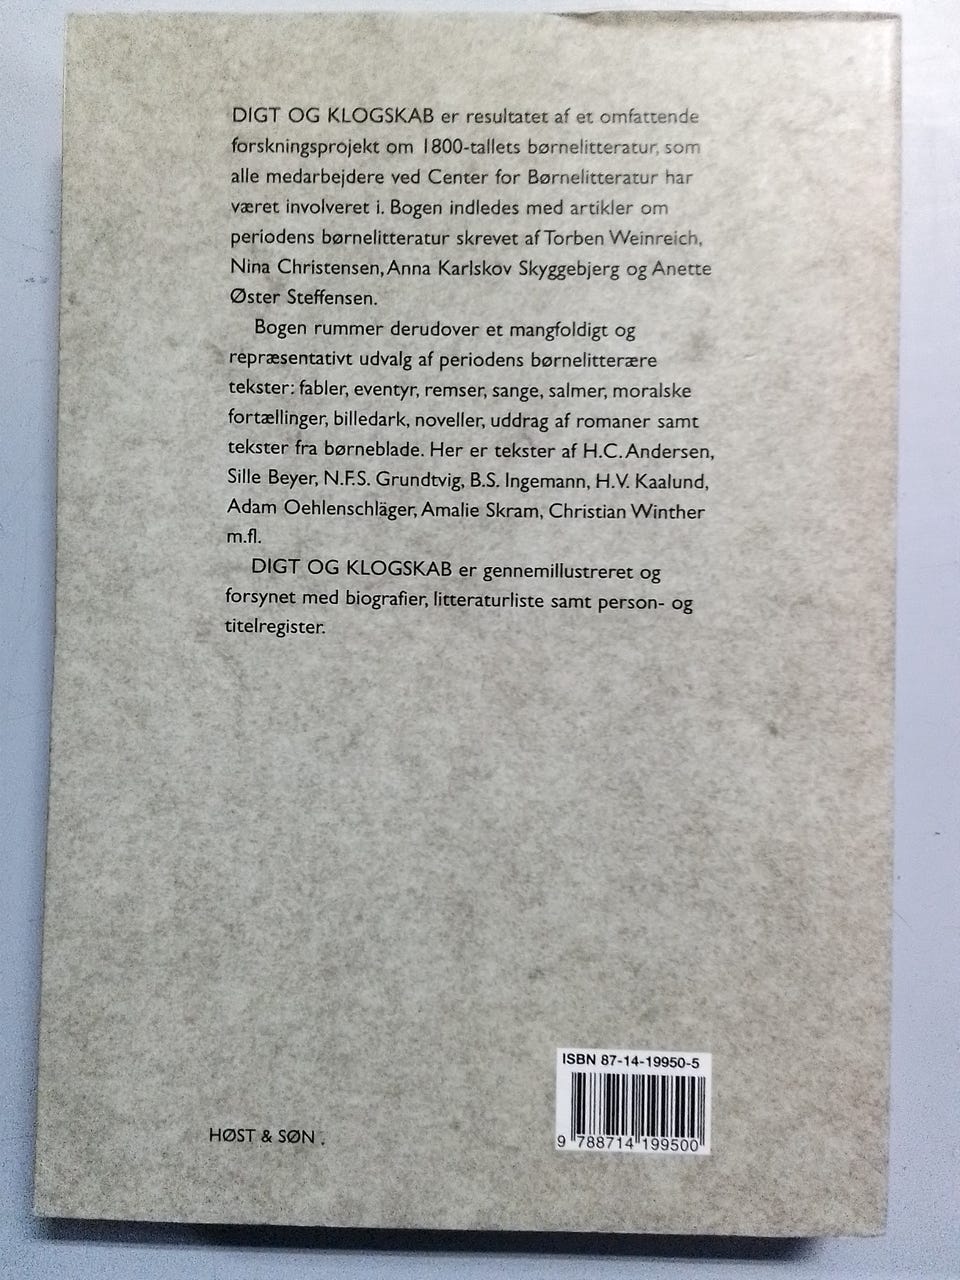 DIGT OG KLOGSKAB er resultatet af et omfattende
forskningsprojekt om 1800-tallets børnelitteratur, som
alle medarbejdere ved Center for Børnelitteratur har
været involveret i. Bogen indledes med artikler om
periodens børnelitteratur skrevet af Torben Weinreich,
Nina Christensen, Anna Karlskov Skyggebjerg og Anette
Øster Steffensen.
Bogen rummer derudover et mangfoldigt og
repræsentativt udvalg af periodens børnelitterære
tekster: fabler, eventyr, remser, sange, salmer, moralske
fortællinger, billedark, noveller, uddrag af romaner samt
tekster fra børneblade. Her er tekster af H.C. Andersen,
Sille Beyer, N.F.S. Grundtvig, B.S. Ingemann, H.V. Kaalund,
Adam Oehlenschläger, Amalie Skram, Christian Winther
m.fl.
DIGT OG KLOGSKAB er gennemillustreret og
forsynet med biografier, litteraturliste samt person- og
titelregister.
ISBN 87-14-19950-5
9 788714 199500
HØST & SØN